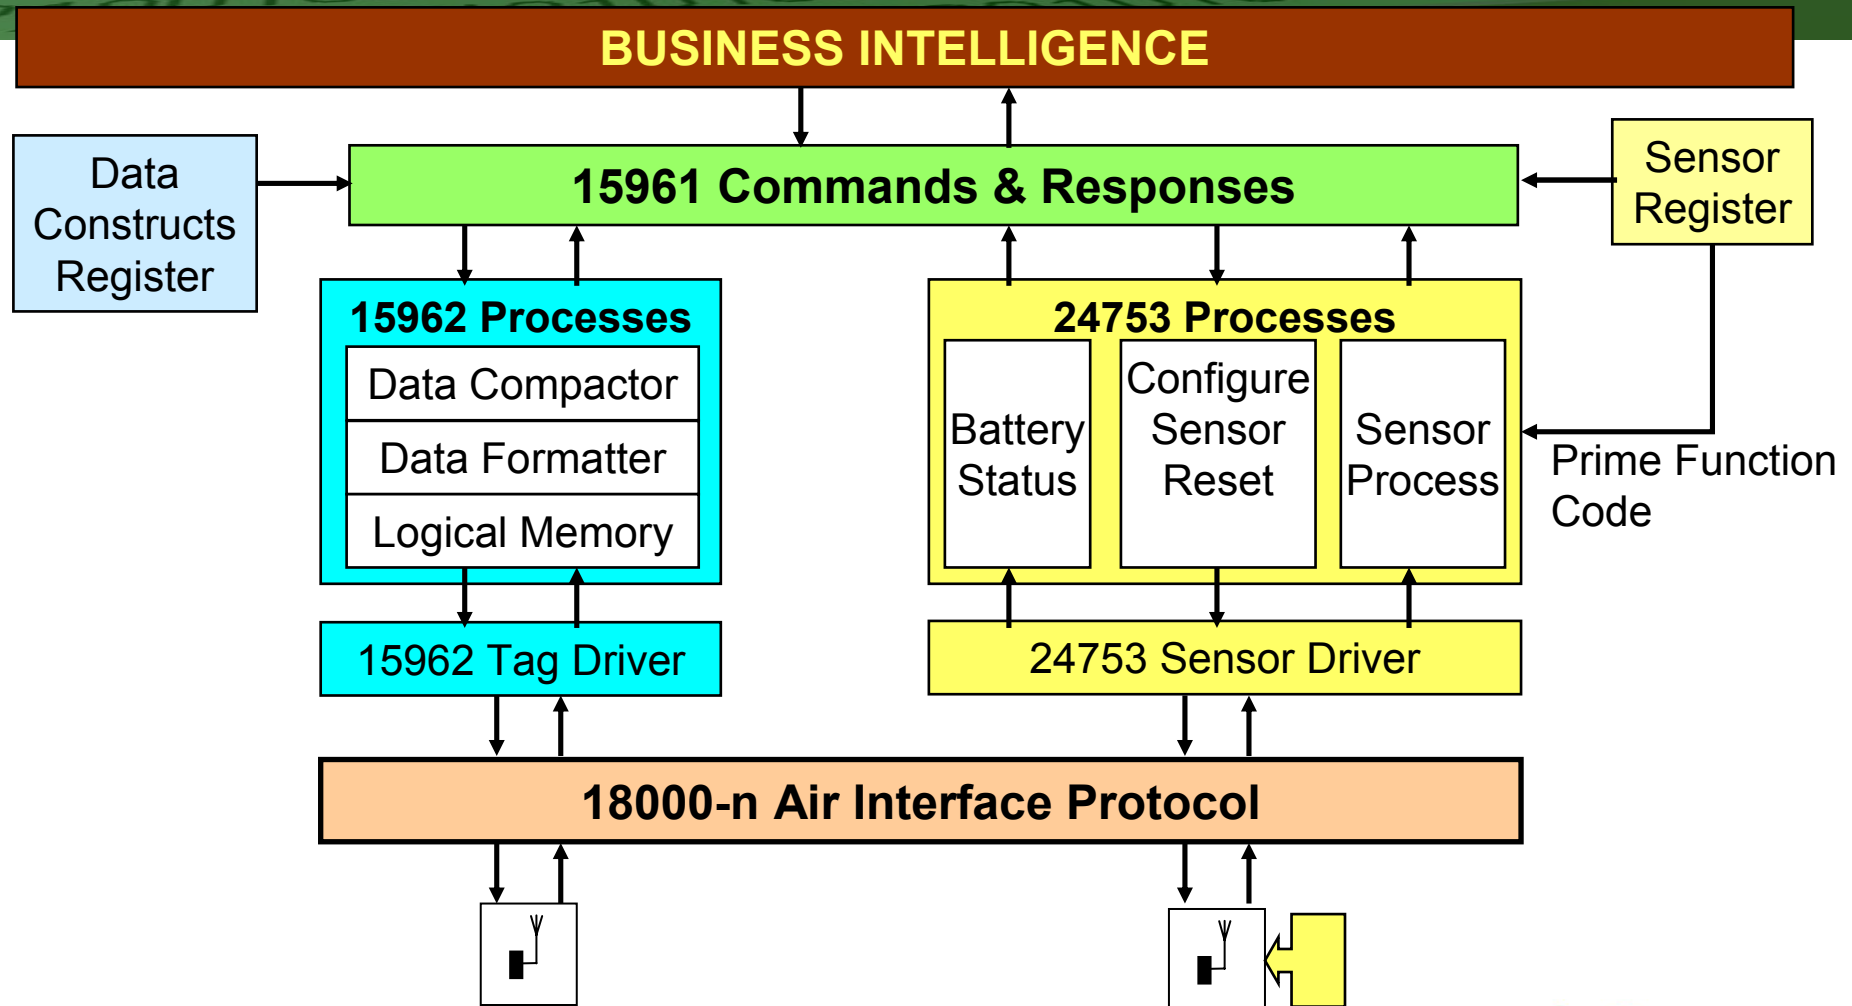 BUSINESS INTELLIGENCE
Data
Constructs
Register
15961 Commands & Responses
Sensor
Register
15962 Processes
Data Compactor
Data Formatter
Logical Memory
24753 Processes
Battery
Status
Configure
Sensor
Reset
Sensor
Process
Prime Function
Code
15962 Tag Driver
24753 Sensor Driver
18000-n Air Interface Protocol